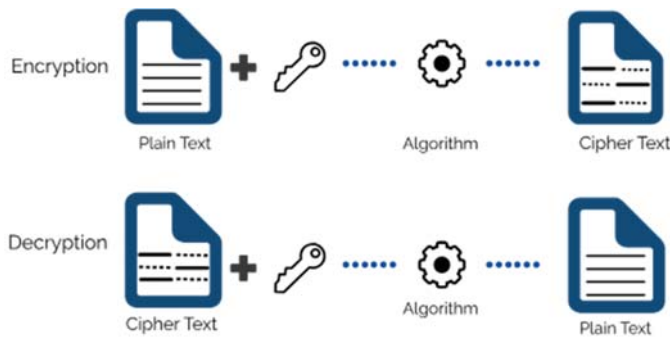 Encryption
Plain Text
Algorithm
Cipher Text
Decryption
Cipher Text
Algorithm
Plain Text